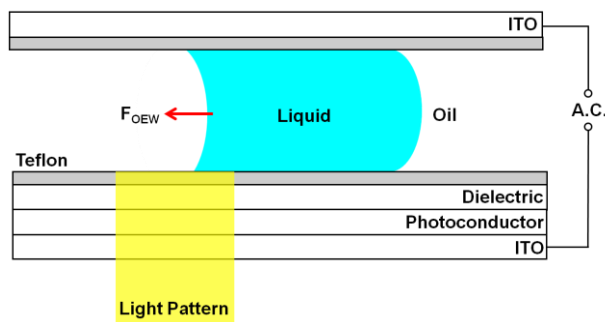 ITO
F_OEW
Liquid
Oil
A.C.
Teflon
Dielectric
Photoconductor
ITO
Light Pattern